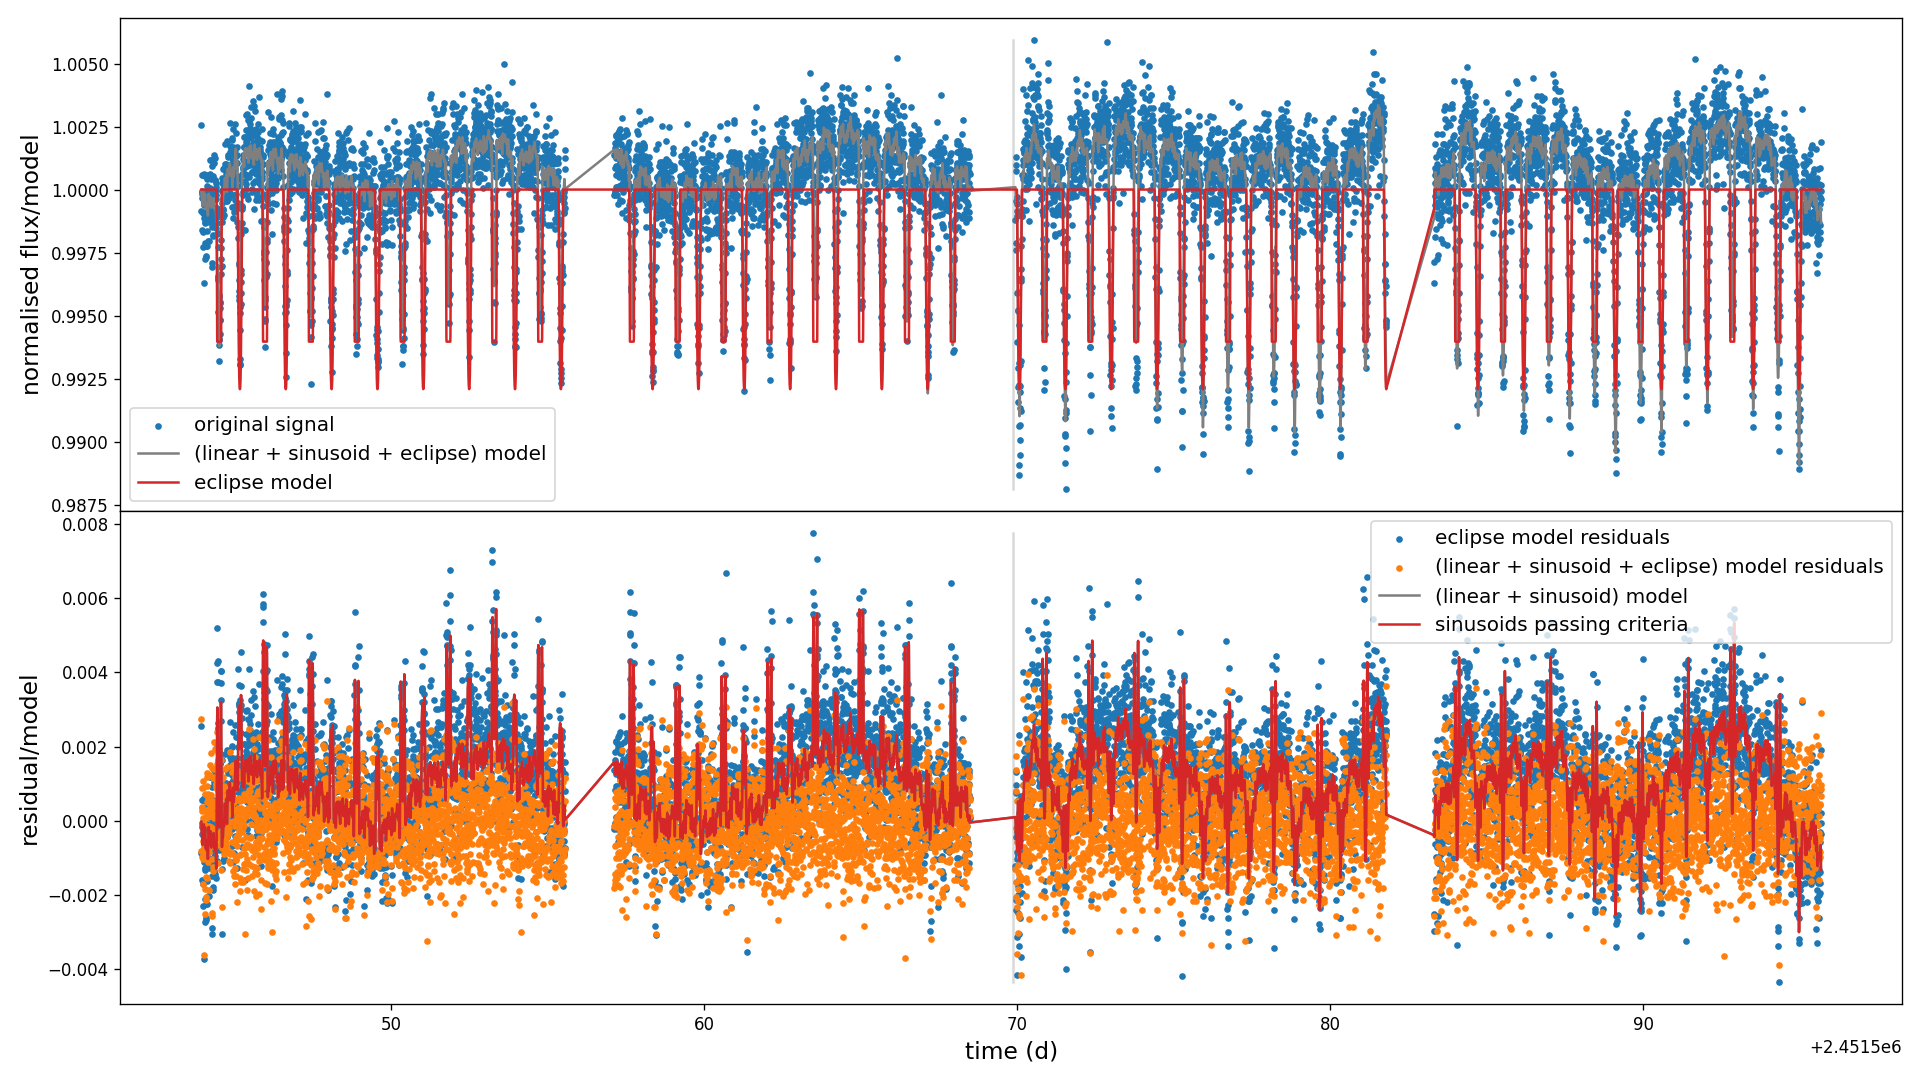 normalised flux/model
1.0050
1.0025
1.0000
0.9975
0.9950
0.9925
0.9900
0.9875
original signal
(linear + sinusoid + eclipse) model
eclipse model
residual/model
0.008
0.006
0.004
0.002
0.000
−0.002
−0.004
eclipse model residuals
(linear + sinusoid + eclipse) model residuals
(linear + sinusoid) model
sinusoids passing criteria
50
60
70
80
90
time (d)
+2.4515e6